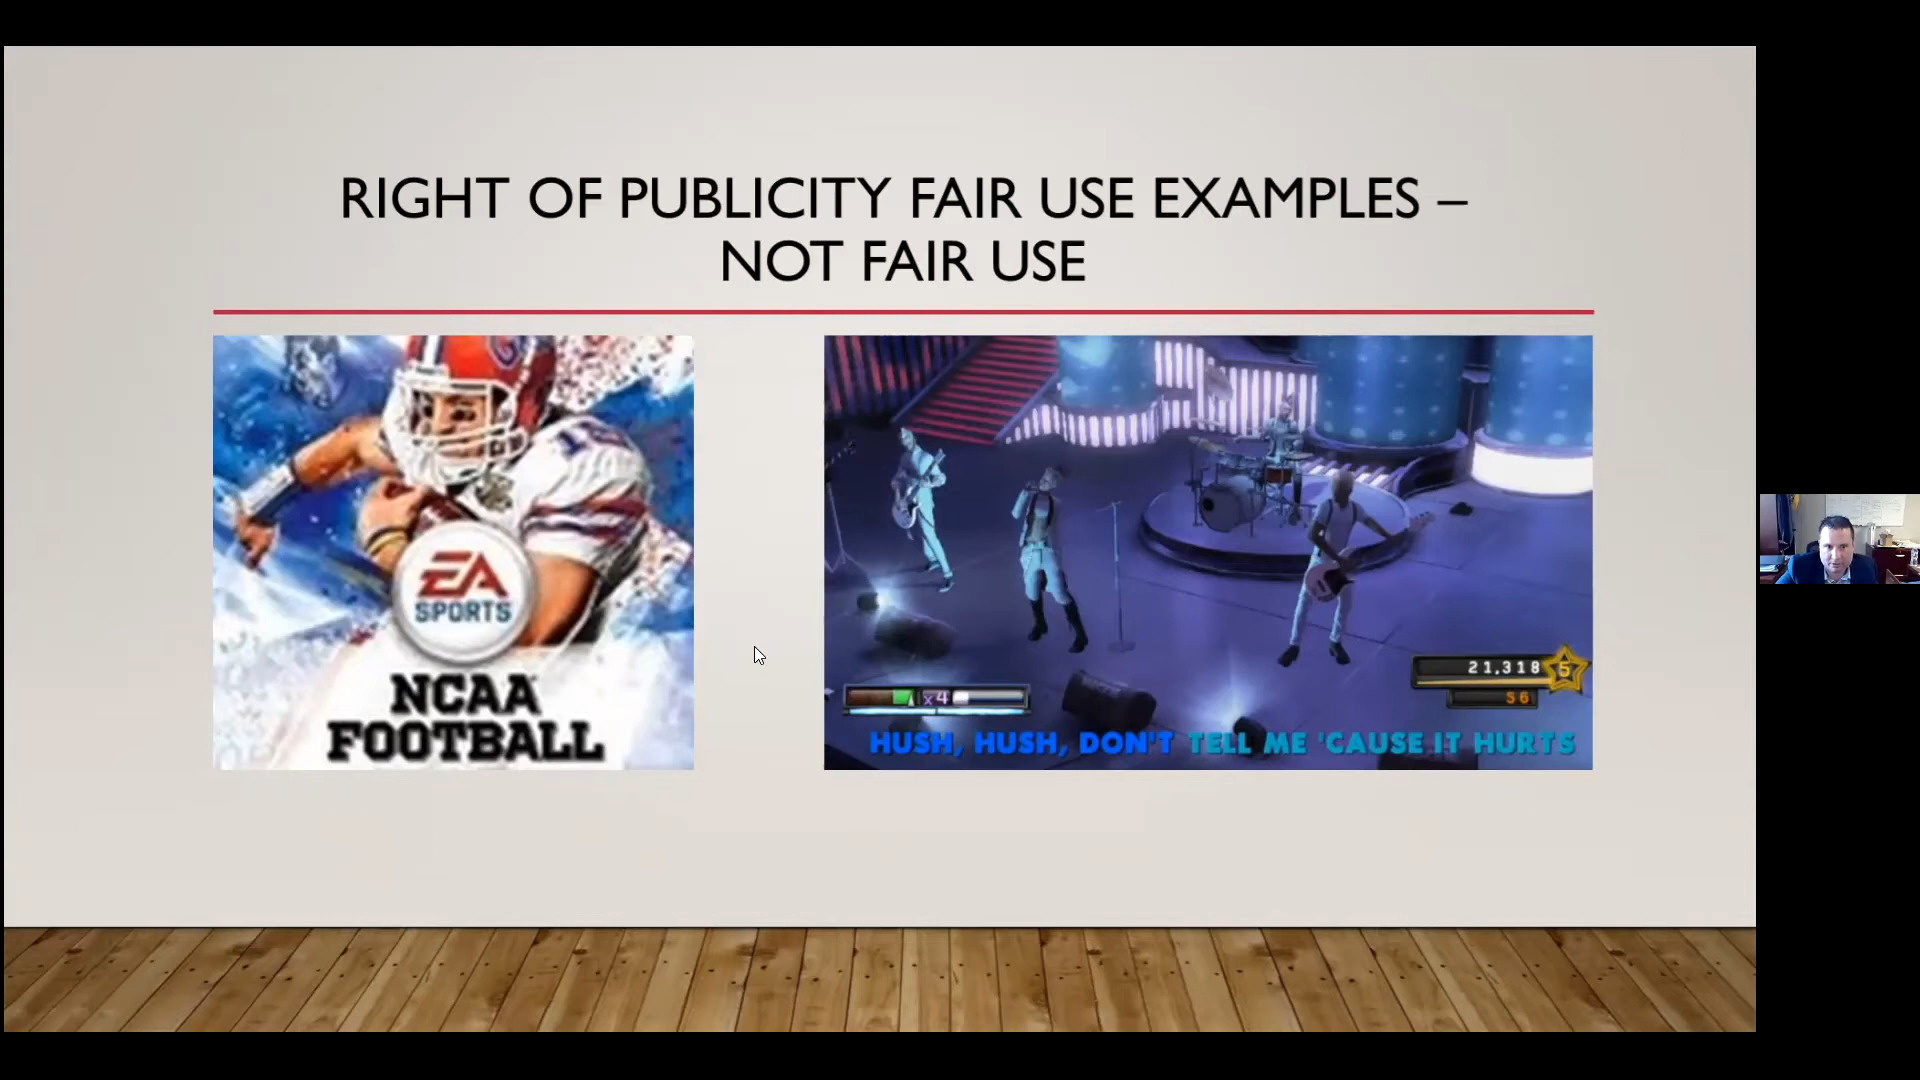 RIGHT OF PUBLICITY FAIR USE EXAMPLES –
NOT FAIR USE
EA
SPORTS
NCAA
FOOTBALL
21,318
5
56
x4
HUSH, HUSH, DON'T TELL ME 'CAUSE IT HURTS